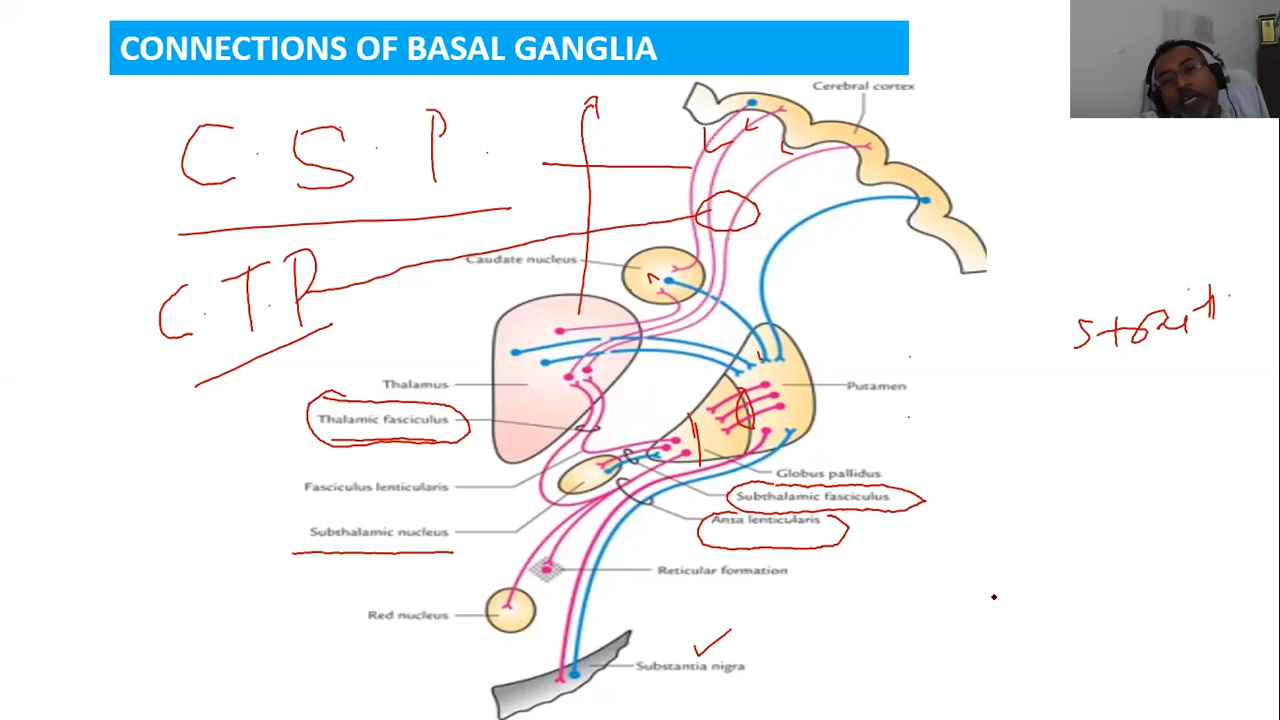 CONNECTIONS OF BASAL GANGLIA
Cerebral cortex
C. S. P.
C.T.P
Caudate nucleus
Thalamus
Putamen
Thalamic fasciculus
Globus pallidus
Fasciculus lenticularis
Subthalamic fasciculus
Ansa lenticularis
Subthalamic nucleus
Reticular formation
Red nucleus
Substantia nigra